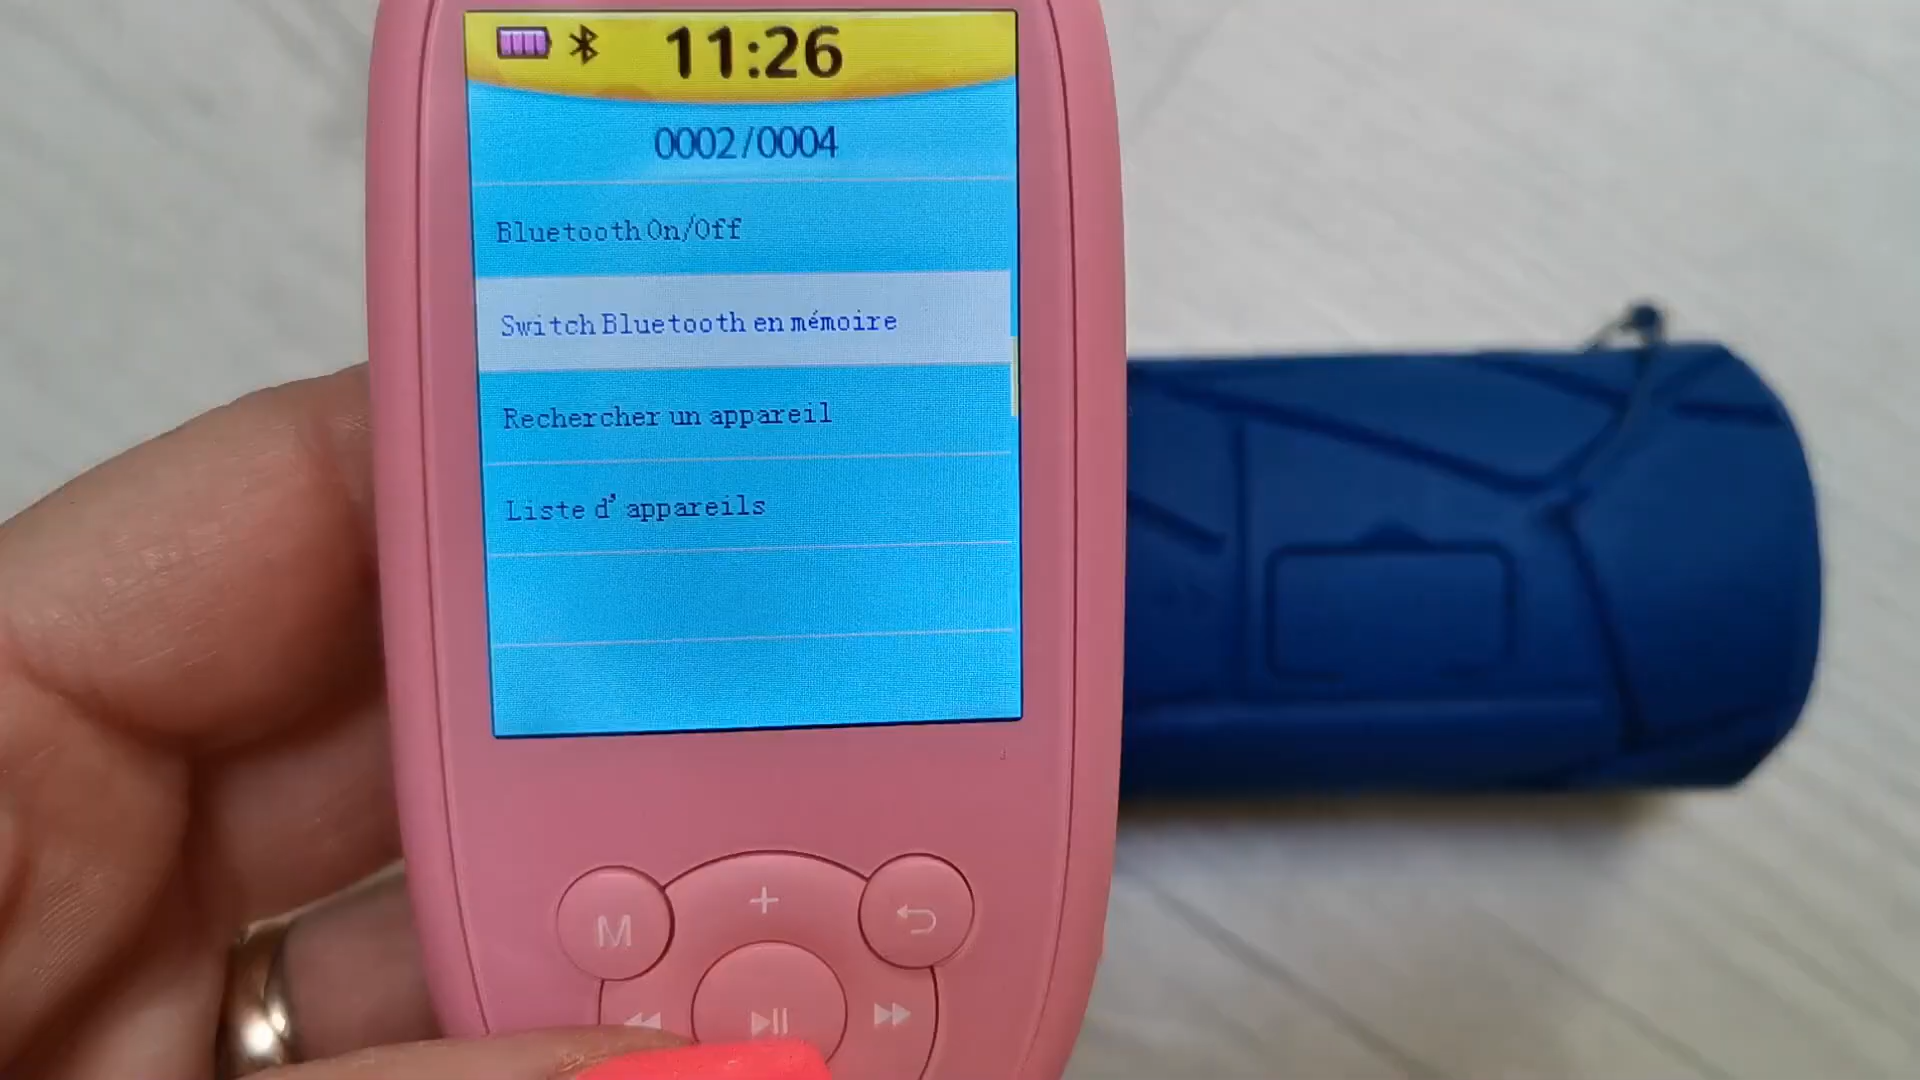 11:26
0002/0004
Bluetooth On/Off
Switch Bluetooth en mémoire
Rechercher un appareil
Liste d'appareils
M
+